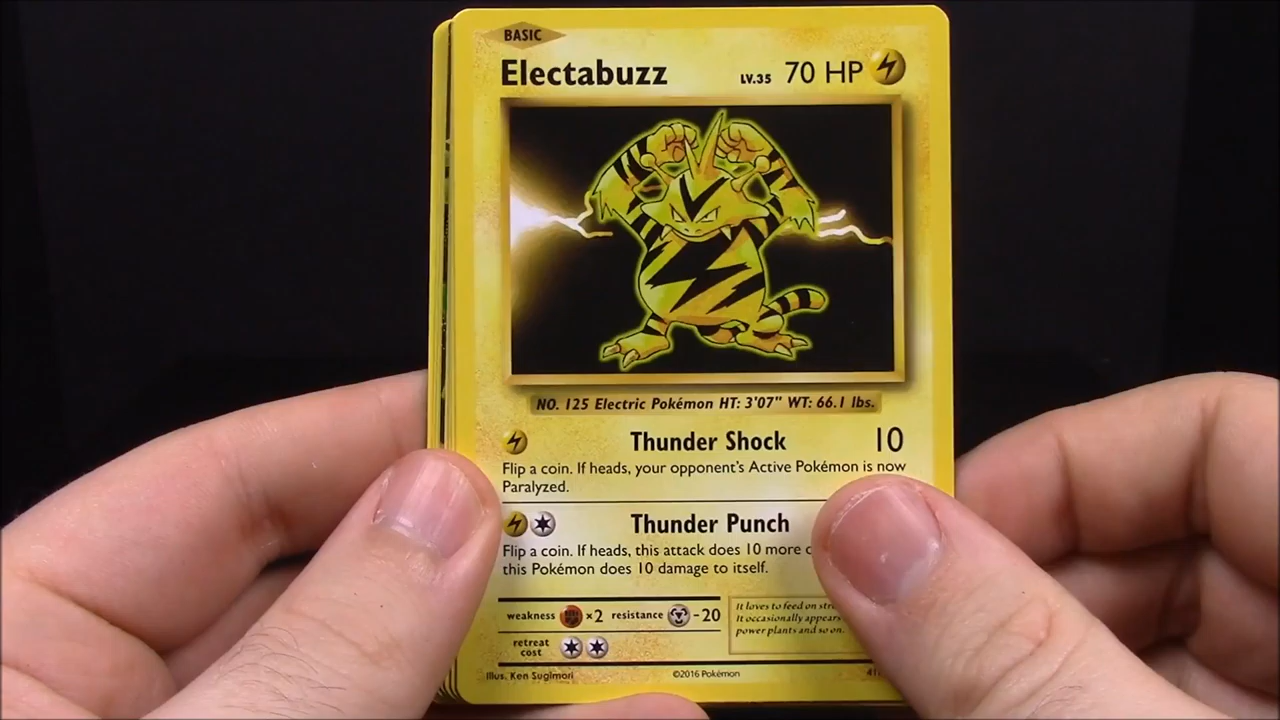 BASIC
Electabuzz LV.35 70 HP
NO. 125 Electric Pokémon HT: 3'07" WT: 66.1 lbs.
Thunder Shock 10
Flip a coin. If heads, your opponent's Active Pokémon is now
Paralyzed.
Thunder Punch
Flip a coin. If heads, this attack does 10 more
this Pokémon does 10 damage to itself.
weakness x2 resistance -20
retreat
cost
It loves to feed on
It occasionally appears
power plants and so on.
Illus. Ken Sugimori ©2016 Pokémon